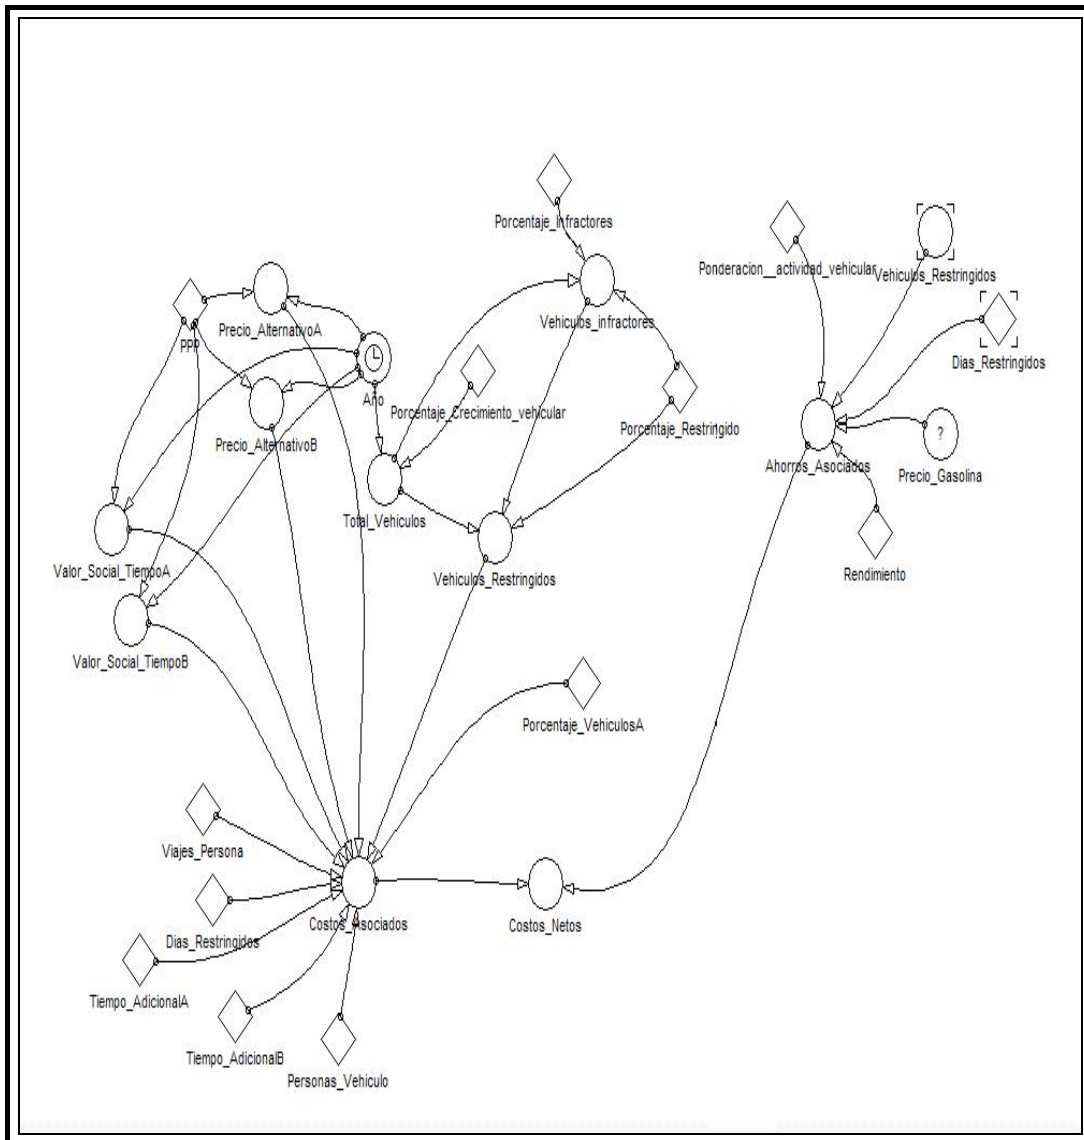 Porcentaje_Infractores
Ponderacion__actividad_vehicular
Vehiculos_Restringidos
PPP
Precio_AlternativoA
Vehiculos_infractores
Dias_Restringidos
Año
Porcentaje_Crecimiento_vehicular
Porcentaje_Restringido
Precio_AlternativoB
?
Ahorros_Asociados
Precio_Gasolina
Total_Vehiculos
Valor_Social_TiempoA
Vehiculos_Restringidos
Rendimiento
Valor_Social_TiempoB
Porcentaje_VehiculosA
Viajes_Persona
Costos_Asociados
Costos_Netos
Dias_Restringidos
Tiempo_AdicionalA
Tiempo_AdicionalB
Personas_Vehiculo